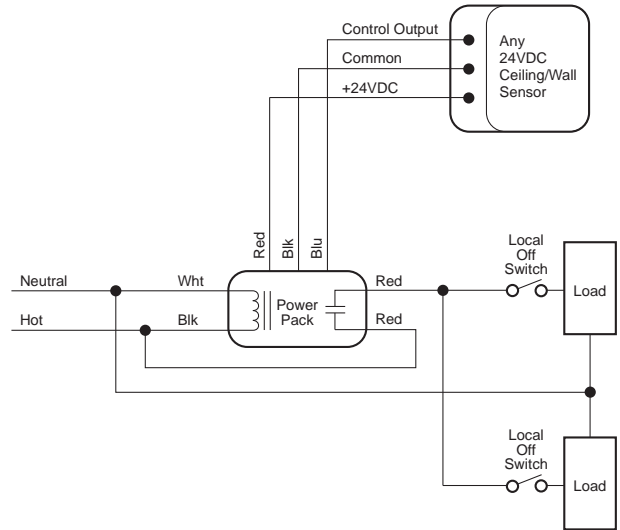 Control Output
Common
+24VDC
Any
24VDC
Ceiling/Wall
Sensor
Red
Blk
Blu
Neutral
Wht
Hot
Blk
Power
Pack
Red
Red
Local
Off
Switch
Load
Local
Off
Switch
Load